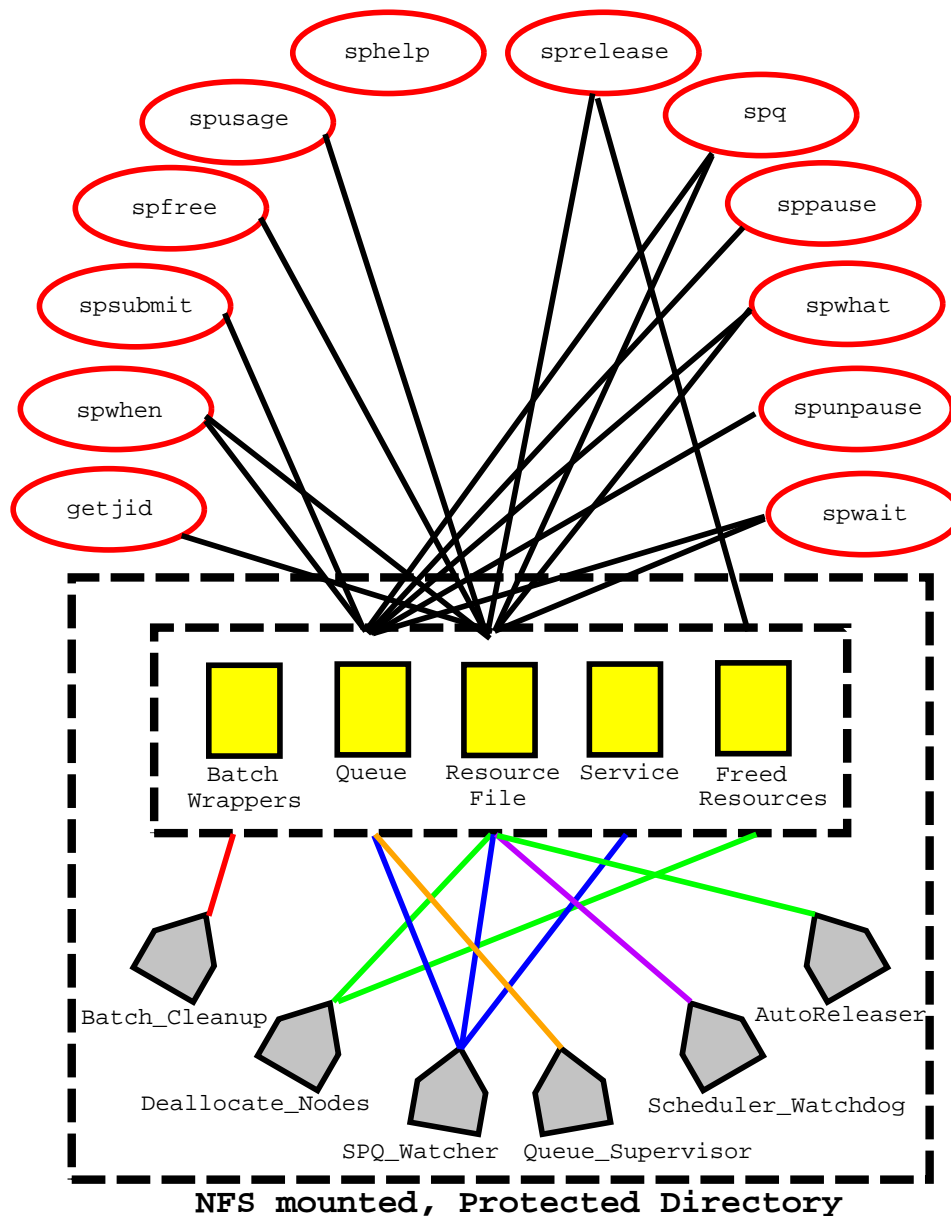 sphelp
sprelease
spusage
spq
spfree
sppause
spsubmit
spwhat
spwhen
spunpause
getjid
spwait
Batch
Wrappers
Queue
Resource
File
Service
Freed
Resources
Batch_Cleanup
AutoReleaser
Deallocate_Nodes
Scheduler_Watchdog
SPQ_Watcher
Queue_Supervisor
NFS mounted, Protected Directory